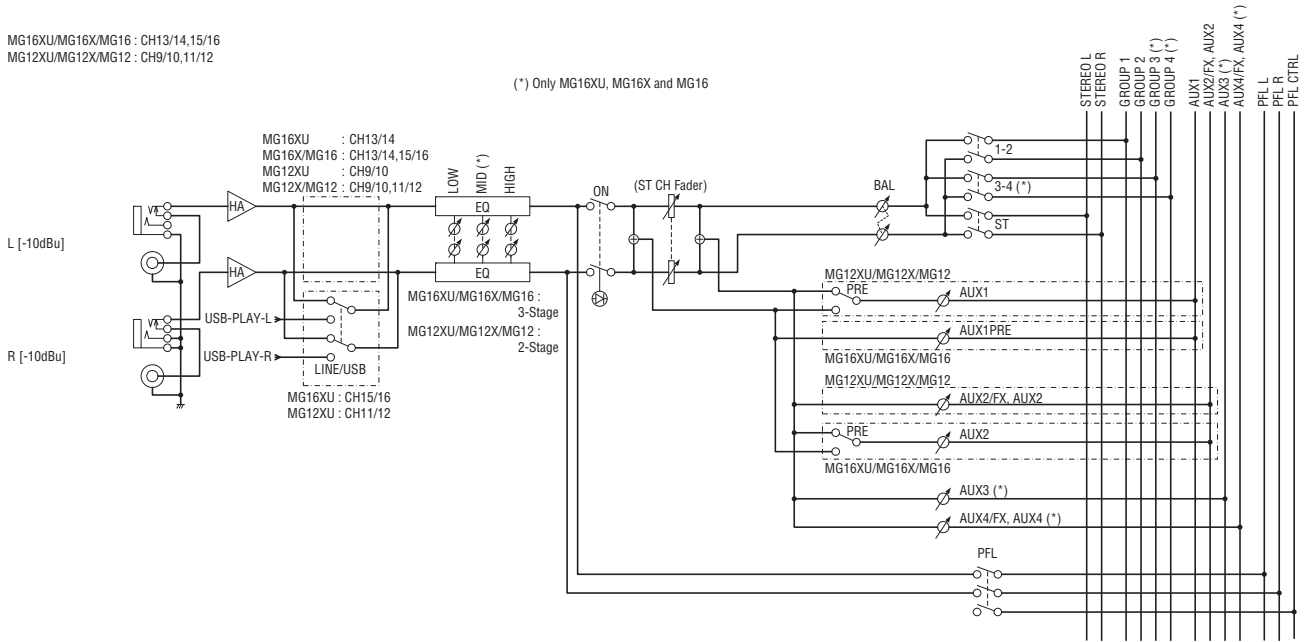 MG16XU/MG16X/MG16 : CH13/14,15/16
MG12XU/MG12X/MG12 : CH9/10,11/12
(*) Only MG16XU, MG16X and MG16
STEREO L
STEREO R
GROUP 1
GROUP 2
GROUP 3 (*)
GROUP 4 (*)
AUX1
AUX2/FX, AUX2
AUX3 (*)
AUX4/FX, AUX4 (*)
PFL L
PFL R
PFL CTRL
MG16XU : CH13/14
MG16X/MG16 : CH13/14,15/16
MG12XU : CH9/10
MG12X/MG12 : CH9/10,11/12
LOW
MID (*)
HIGH
ON
(ST CH Fader)
BAL
1-2
3-4 (*)
ST
HA
EQ
L [-10dBu]
HA
EQ
MG16XU/MG16X/MG16 :
3-Stage
MG12XU/MG12X/MG12 :
2-Stage
USB-PLAY-L
USB-PLAY-R
LINE/USB
R [-10dBu]
MG16XU : CH15/16
MG12XU : CH11/12
MG12XU/MG12X/MG12
PRE
AUX1
AUX1PRE
MG16XU/MG16X/MG16
MG12XU/MG12X/MG12
AUX2/FX, AUX2
PRE
AUX2
MG16XU/MG16X/MG16
AUX3 (*)
AUX4/FX, AUX4 (*)
PFL